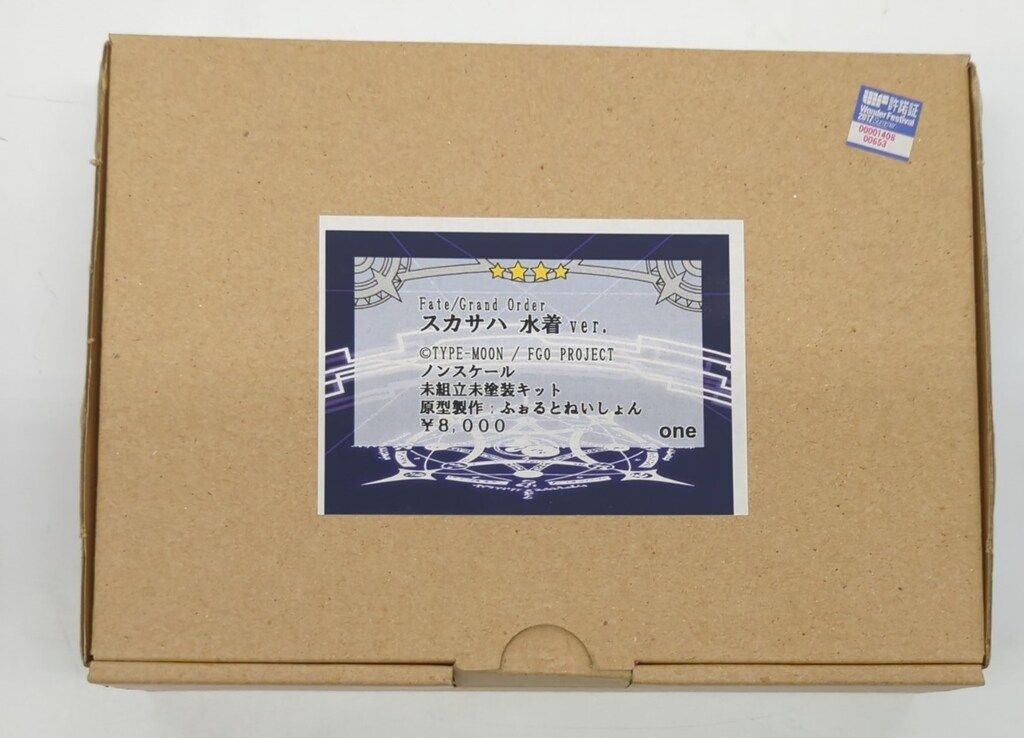 許諾証
Wonder Festival
2017
00001408
00653
Fate/Grand Order
スカサハ 水着 ver.
©TYPE-MOON / FGO PROJECT
ノンスケール
未組立未塗装キット
原型製作：ふぉるとねいしょん
¥8,000
one